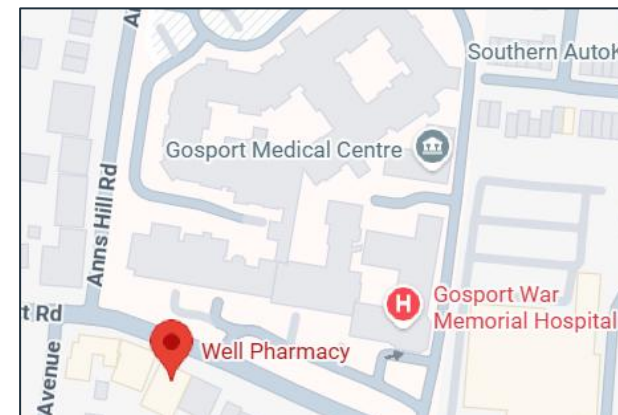 Southern AutoK
Gosport Medical Centre
Anns Hill Rd
H
Gosport War
Memorial Hospital
t Rd
Well Pharmacy
Avenue